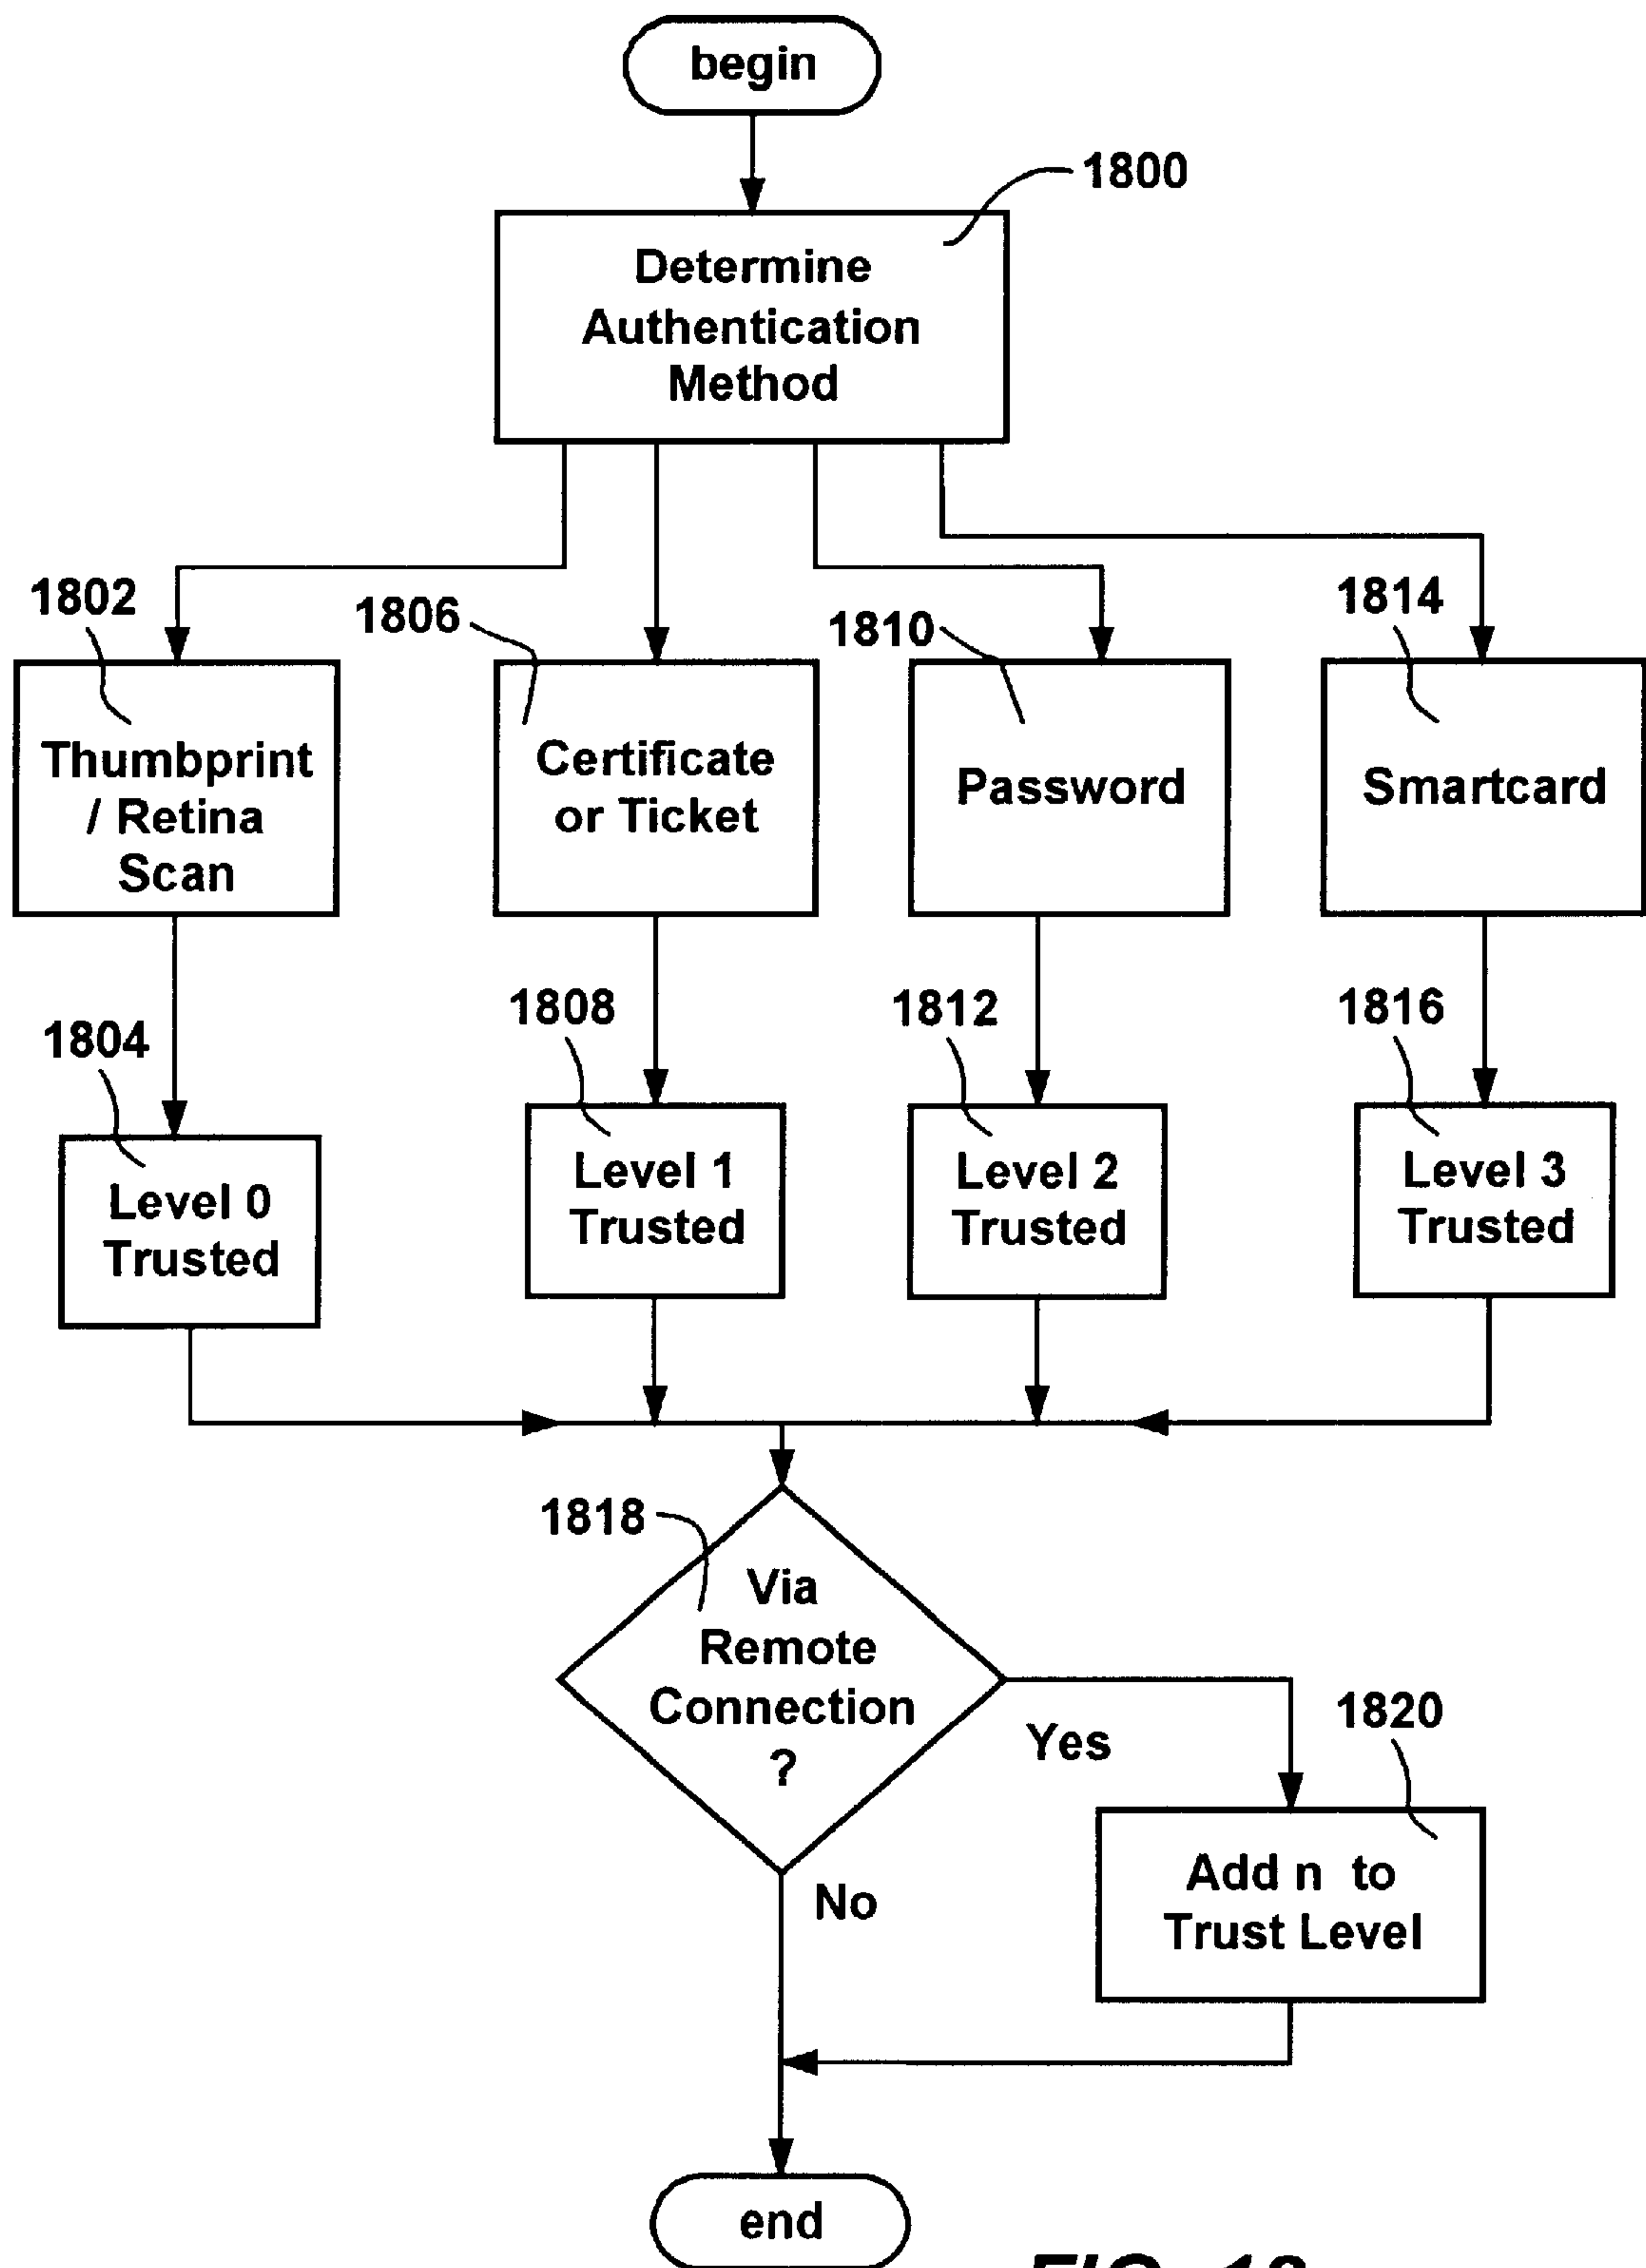 begin
1800
Determine
Authentication
Method
1802
1806
1810
1814
Thumbprint
/ Retina
Scan
Certificate
or Ticket
Password
Smartcard
1804
1808
1812
1816
Level 0
Trusted
Level 1
Trusted
Level 2
Trusted
Level 3
Trusted
1818
Via
Remote
Connection
?
Yes
No
1820
Add n to
Trust Level
end